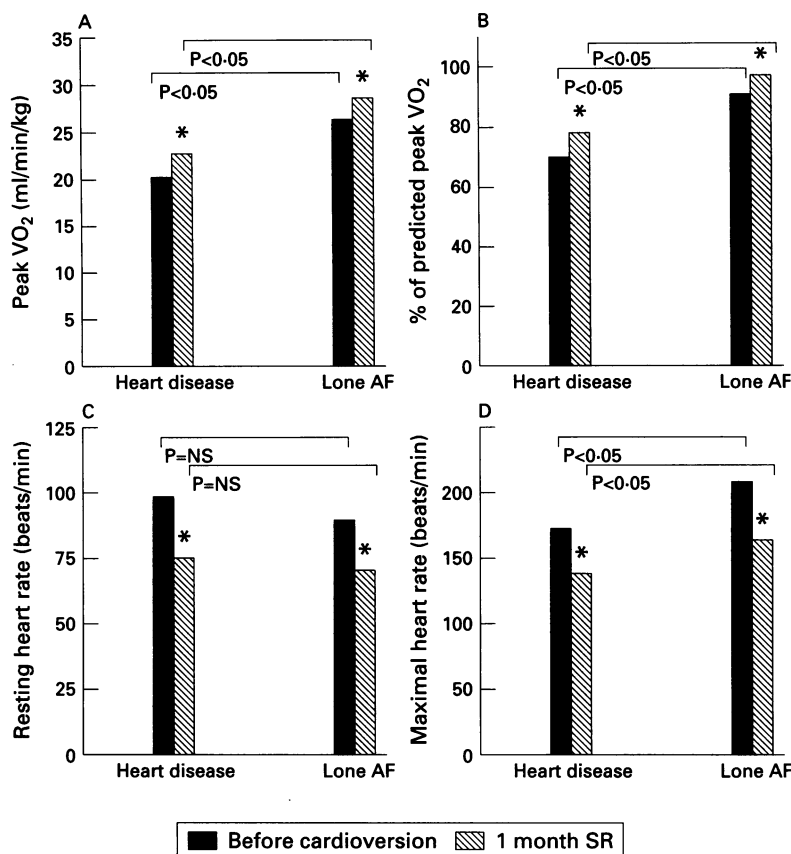 A
35
30
25
20
15
10
5
0
Peak VO₂ (ml/min/kg)
P<0·05
P<0·05
*
*
Heart disease
Lone AF
B
100
80
60
40
20
0
% of predicted peak VO₂
P<0·05
P<0·05
*
*
Heart disease
Lone AF
C
125
100
75
50
25
0
Resting heart rate (beats/min)
P=NS
P=NS
*
*
Heart disease
Lone AF
D
200
150
100
50
0
Maximal heart rate (beats/min)
P<0·05
P<0·05
*
*
Heart disease
Lone AF
Before cardioversion
1 month SR